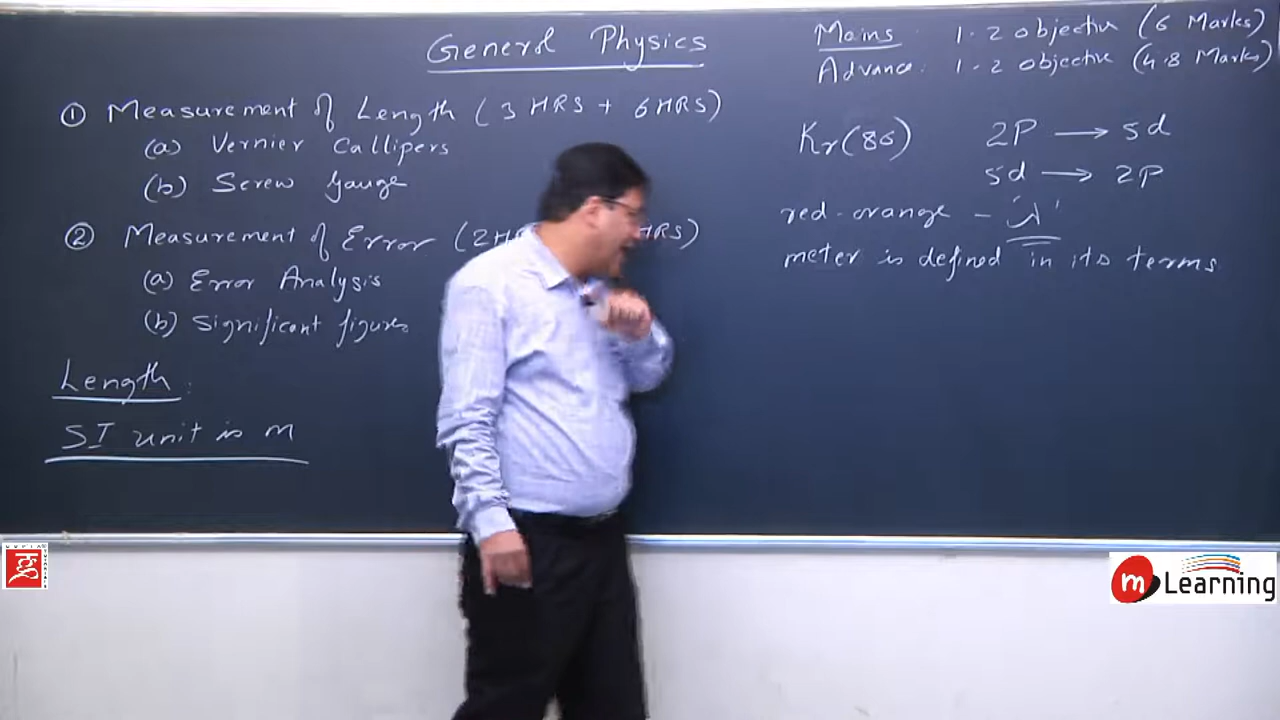 General Physics
Mains : 1-2 objective (6 Marks)
Advance : 1-2 objective (4-8 Marks)
① Measurement of Length (3 HRS + 6 HRS)
(a) Vernier Callipers
(b) Screw Gauge
② Measurement of Error (2 HRS)
(a) Error Analysis
(b) Significant figures
Length :
SI unit is m
Kr(86) 2P → 5d
5d → 2P
red-orange - 'λ'
meter is defined in its terms
m Learning